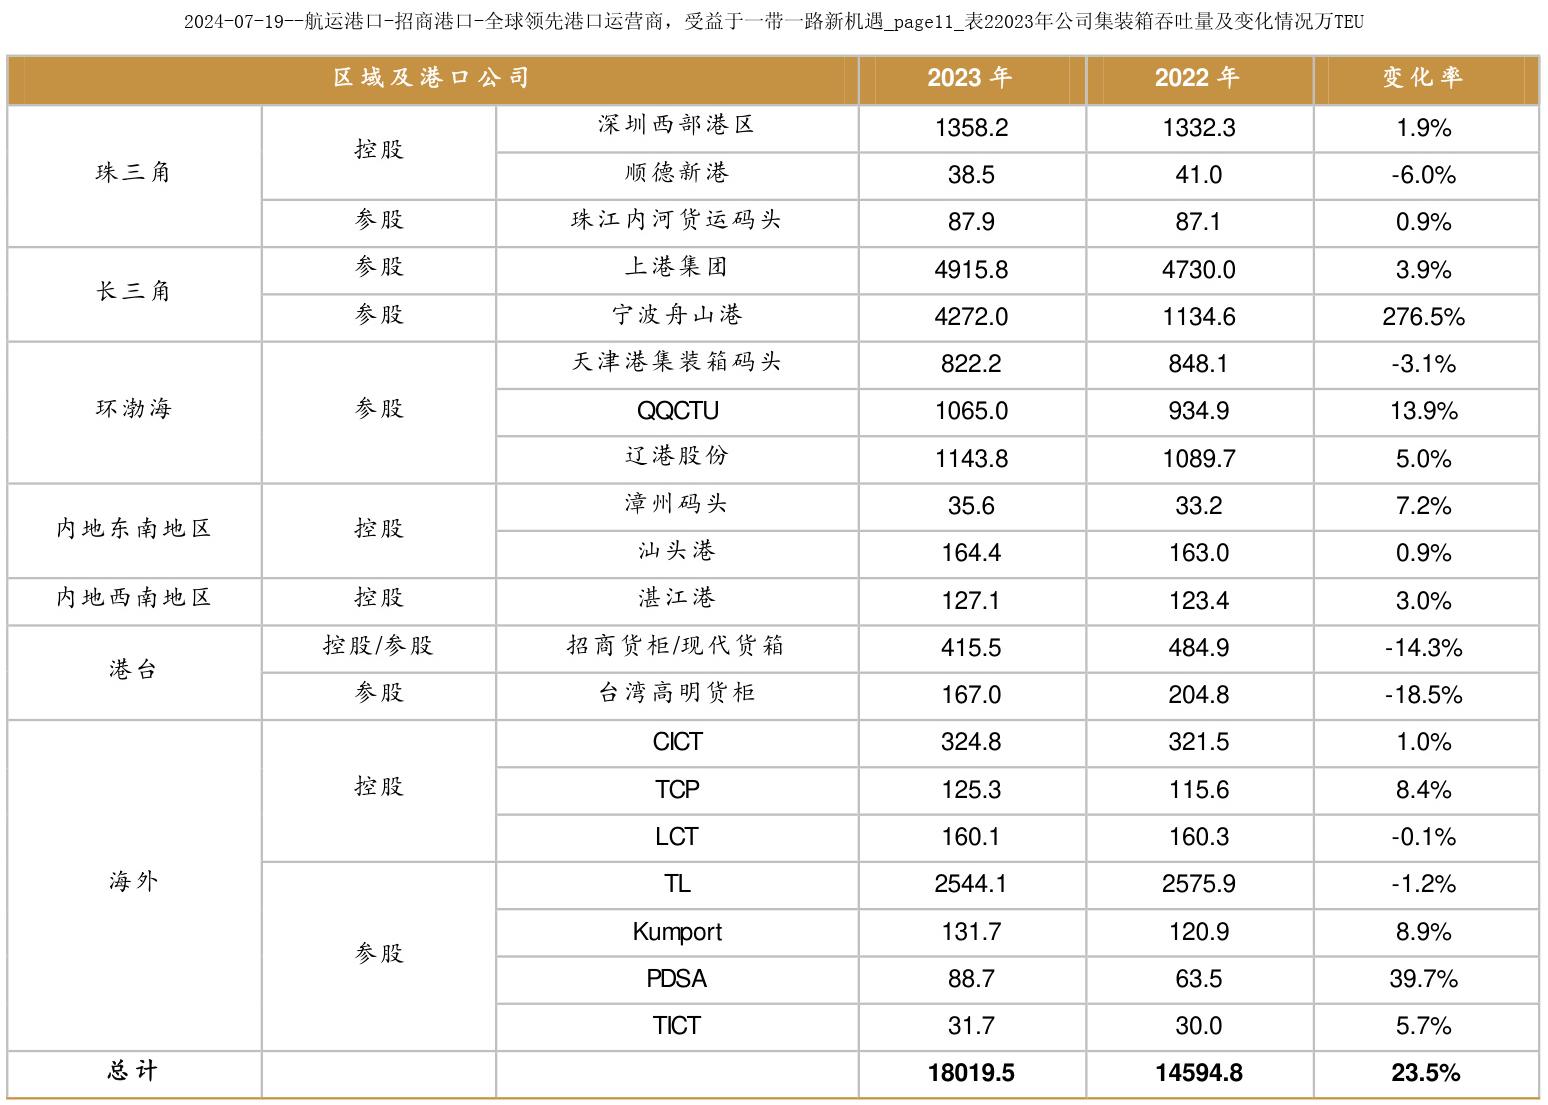 2024-07-19--航运港口-招商港口-全球领先港口运营商，受益于一带一路新机遇_page11_表22023年公司集装箱吞吐量及变化情况万TEU
区域及港口公司 2023 年 2022 年 变化率
珠三角 控股 深圳西部港区 1358.2 1332.3 1.9%
顺德新港 38.5 41.0 -6.0%
参股 珠江内河货运码头 87.9 87.1 0.9%
长三角 参股 上港集团 4915.8 4730.0 3.9%
参股 宁波舟山港 4272.0 1134.6 276.5%
环渤海 参股 天津港集装箱码头 822.2 848.1 -3.1%
QQCTU 1065.0 934.9 13.9%
辽港股份 1143.8 1089.7 5.0%
内地东南地区 控股 漳州码头 35.6 33.2 7.2%
汕头港 164.4 163.0 0.9%
内地西南地区 控股 湛江港 127.1 123.4 3.0%
港台 控股/参股 招商货柜/现代货箱 415.5 484.9 -14.3%
参股 台湾高明货柜 167.0 204.8 -18.5%
海外 控股 CICT 324.8 321.5 1.0%
TCP 125.3 115.6 8.4%
LCT 160.1 160.3 -0.1%
参股 TL 2544.1 2575.9 -1.2%
Kumport 131.7 120.9 8.9%
PDSA 88.7 63.5 39.7%
TICT 31.7 30.0 5.7%
总计 18019.5 14594.8 23.5%